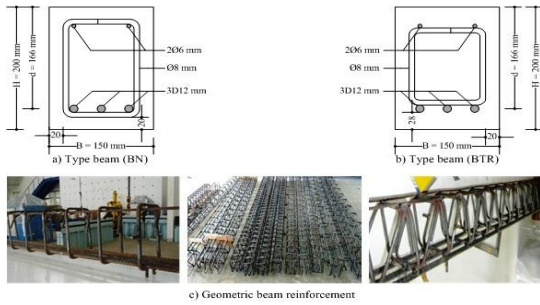 H = 200 mm
d = 166 mm
2Ø6 mm
Ø8 mm
3D12 mm
20
20
B = 150 mm
a) Type beam (BN)
2Ø6 mm
Ø8 mm
3D12 mm
28
20
B = 150 mm
d = 166 mm
H = 200 mm
b) Type beam (BTR)
c) Geometric beam reinforcement